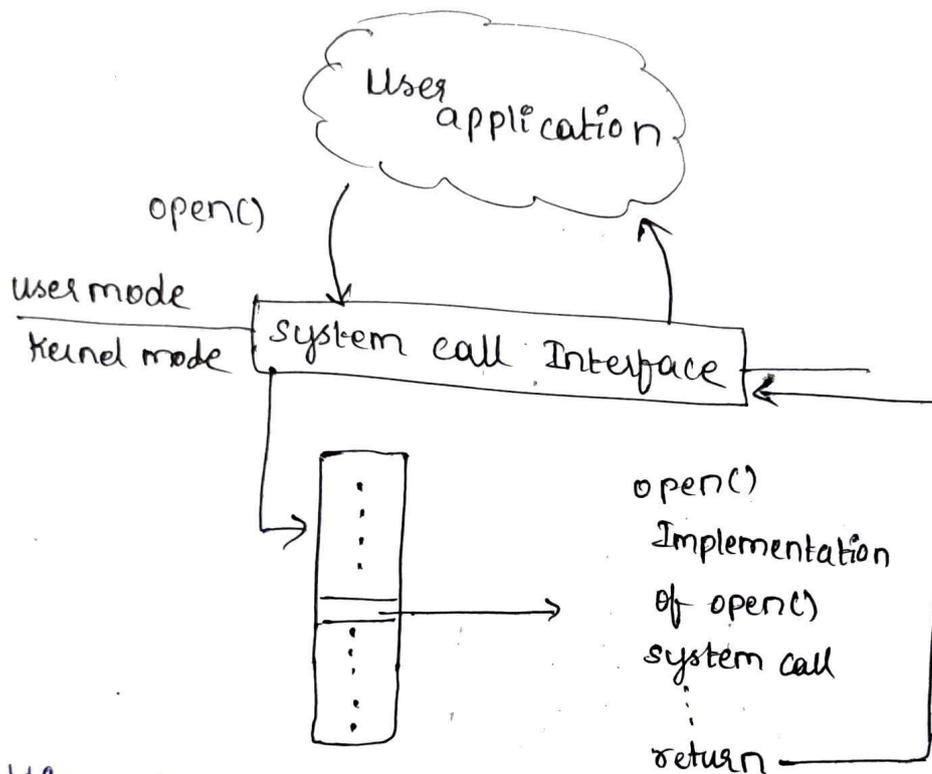 User
application
open()
user mode
Kernel mode
System call Interface
open()
Implementation
of open()
system call
return